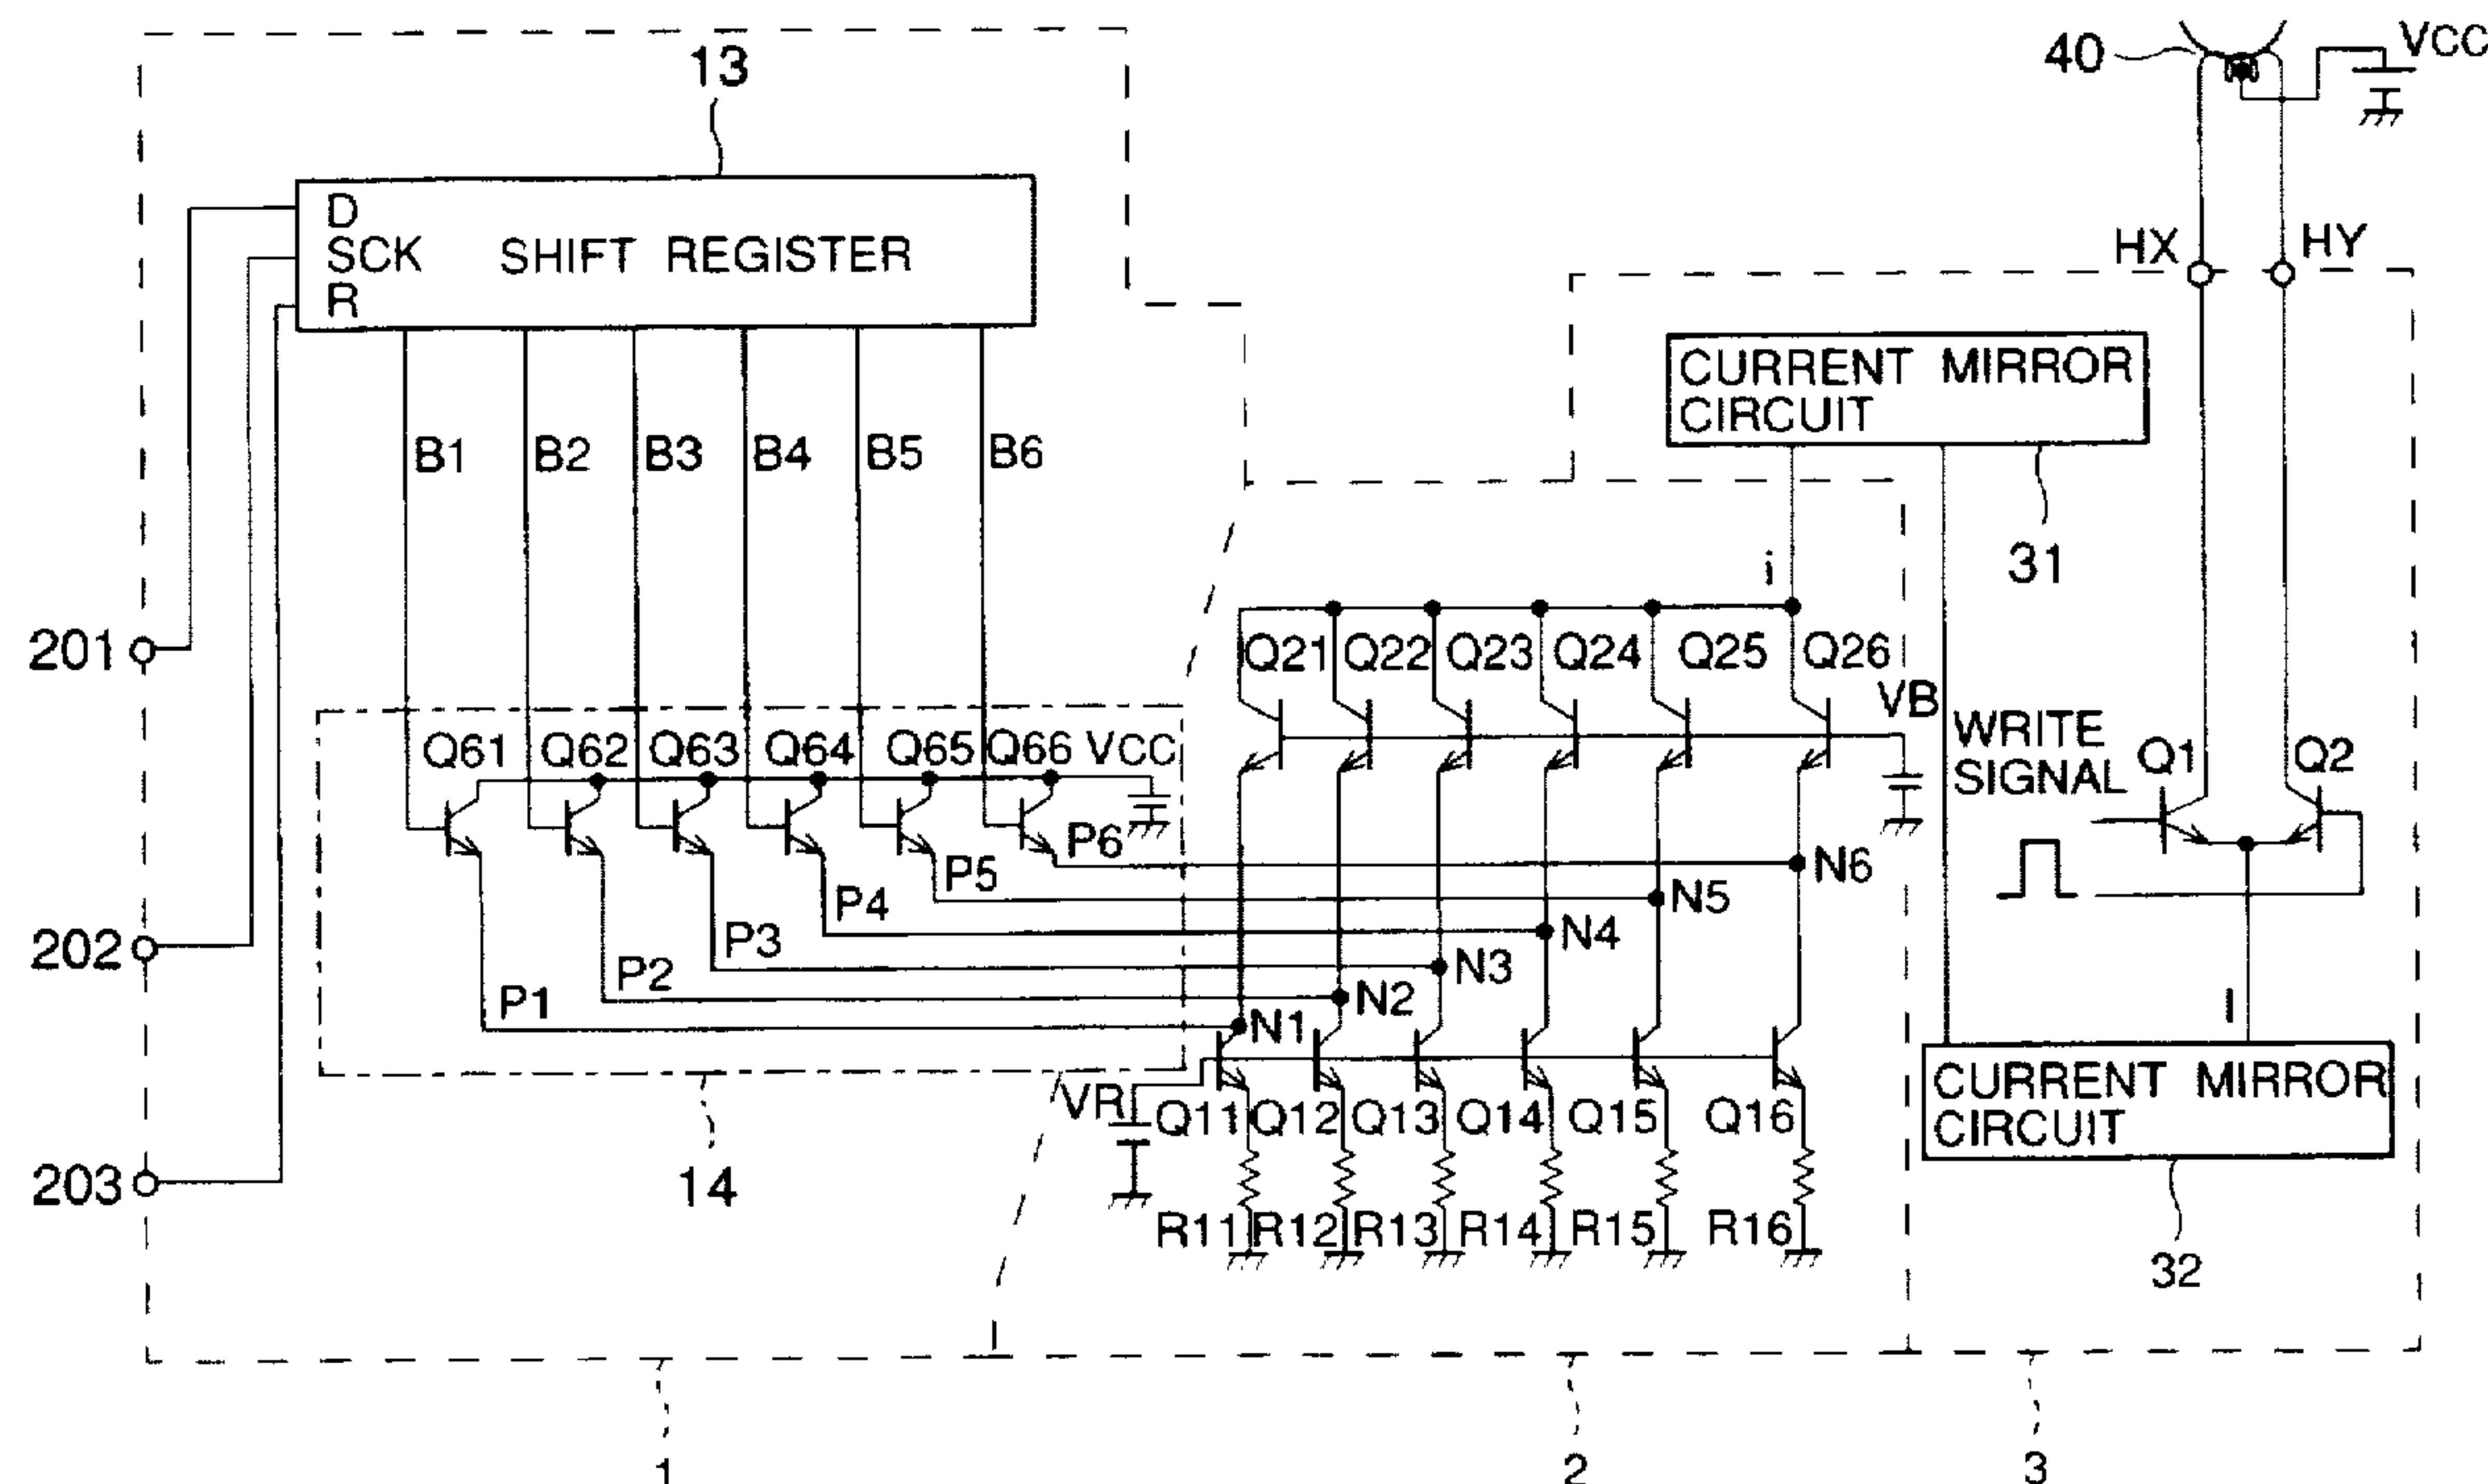 40
VCC
13
D
SCK SHIFT REGISTER
R
HX
HY
CURRENT MIRROR
CIRCUIT
B1
B2
B3
B4
B5
B6
31
i
201
Q21
Q22
Q23
Q24
Q25
Q26
VB
WRITE
SIGNAL
Q1
Q2
Q61
Q62
Q63
Q64
Q65
Q66
VCC
P6
N6
P5
N5
P4
N4
202
P3
N3
P2
N2
P1
N1
I
CURRENT MIRROR
CIRCUIT
VR
Q11
Q12
Q13
Q14
Q15
Q16
203
14
R11
R12
R13
R14
R15
R16
32
1
2
3